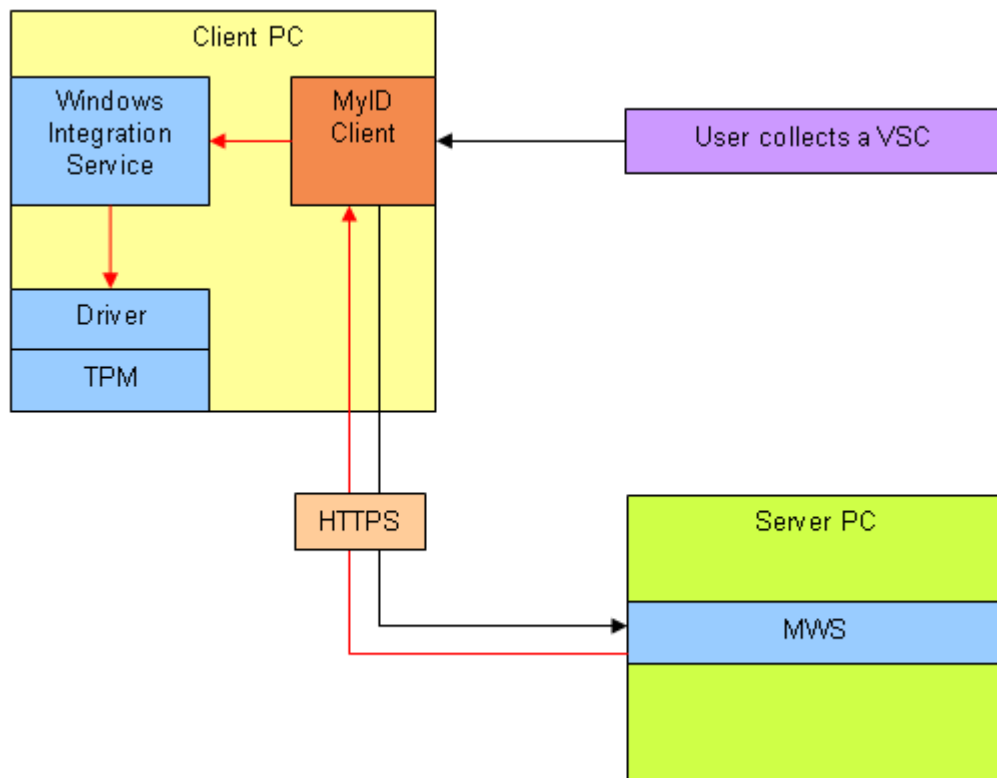 Client PC
Windows
Integration
Service
MyID
Client
User collects a VSC
Driver
TPM
HTTPS
Server PC
MWS